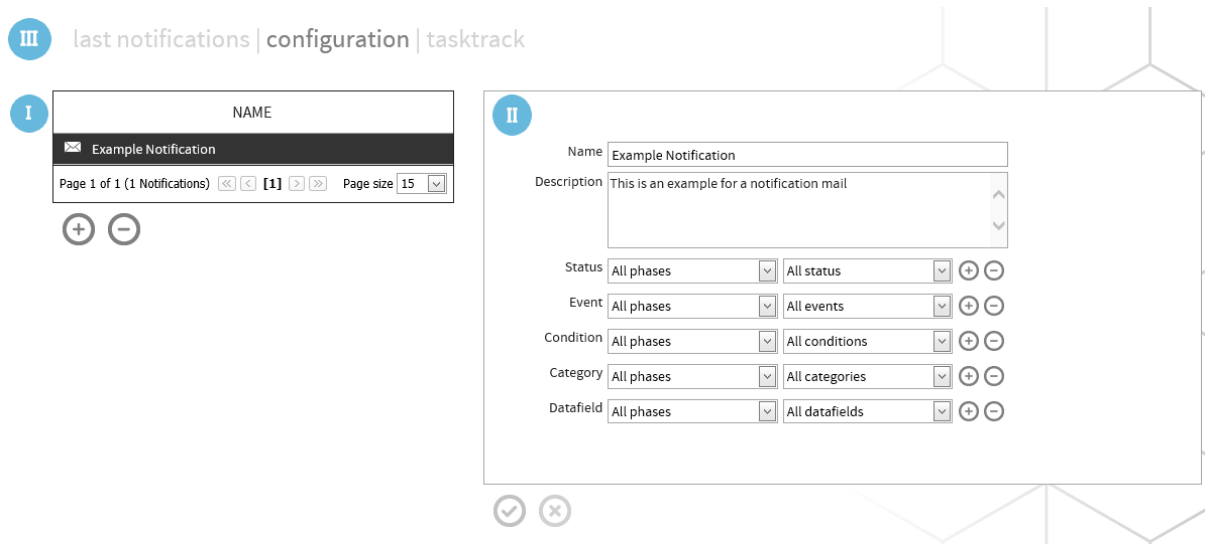 III last notifications | configuration | tasktrack
I
NAME
Example Notification
Page 1 of 1 (1 Notifications) [1] Page size 15
II
Name Example Notification
Description This is an example for a notification mail
Status All phases All status
Event All phases All events
Condition All phases All conditions
Category All phases All categories
Datafield All phases All datafields